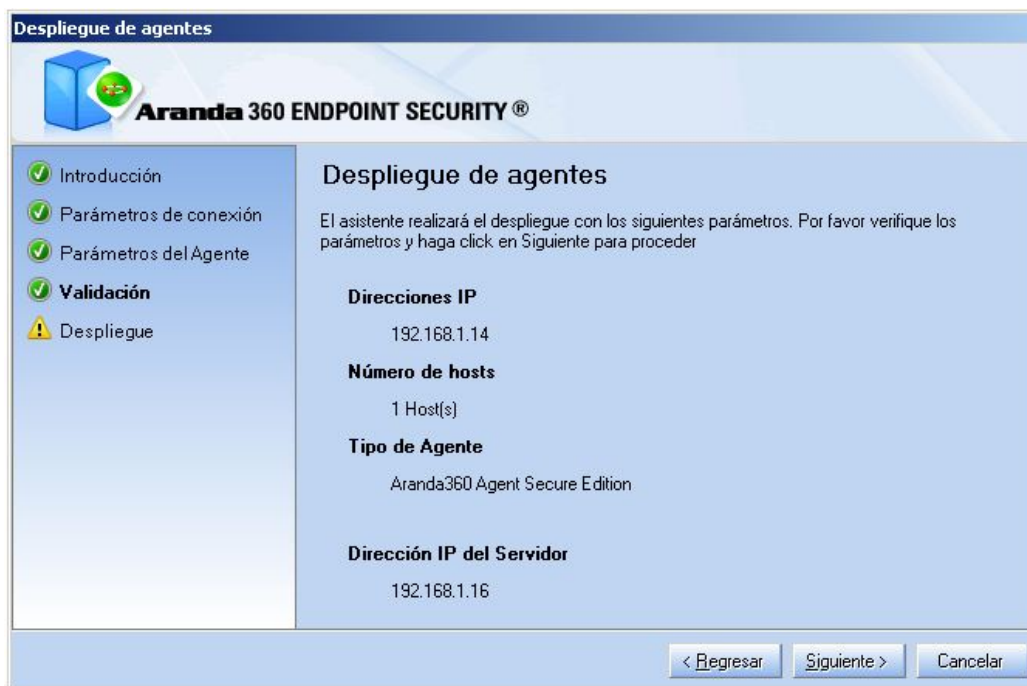 Despliegue de agentes
Aranda 360 ENDPOINT SECURITY ®
Introducción
Parámetros de conexión
Parámetros del Agente
Validación
Despliegue
Despliegue de agentes
El asistente realizará el despliegue con los siguientes parámetros. Por favor verifique los
parámetros y haga click en Siguiente para proceder
Direcciones IP
192.168.1.14
Número de hosts
1 Host(s)
Tipo de Agente
Aranda360 Agent Secure Edition
Dirección IP del Servidor
192.168.1.16
< Regresar
Siguiente >
Cancelar